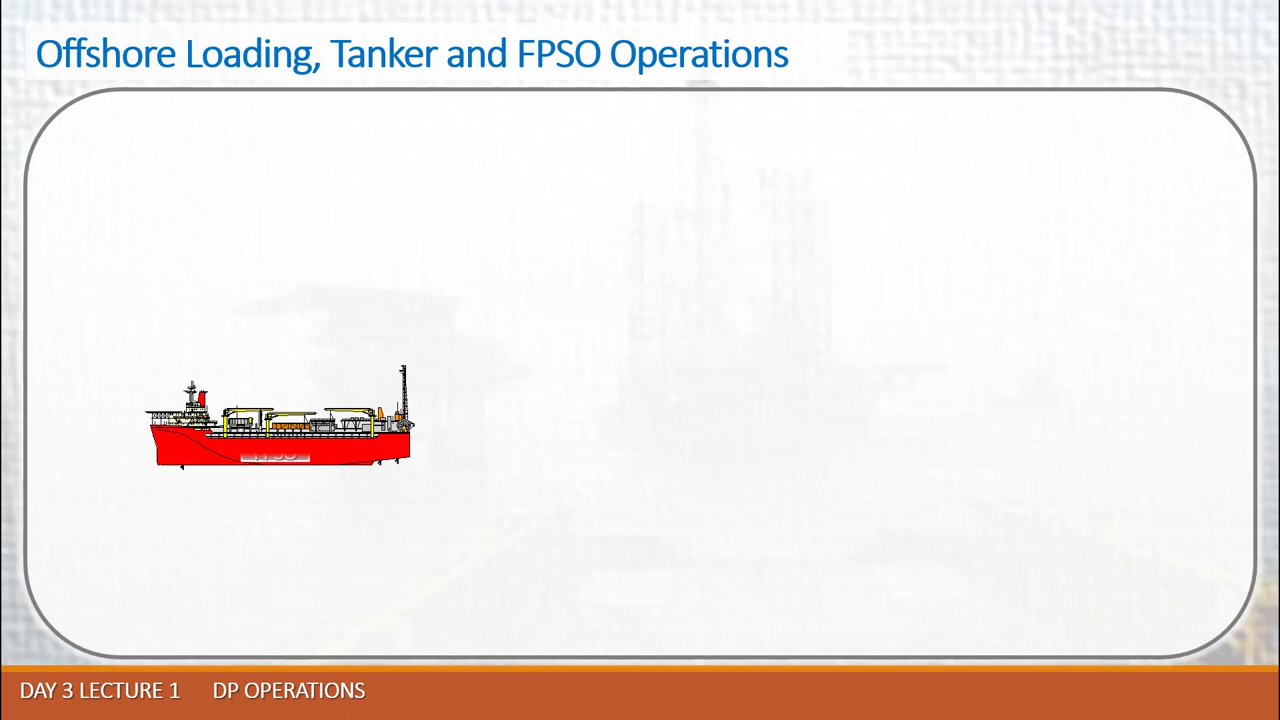 Offshore Loading, Tanker and FPSO Operations
DAY 3 LECTURE 1 DP OPERATIONS